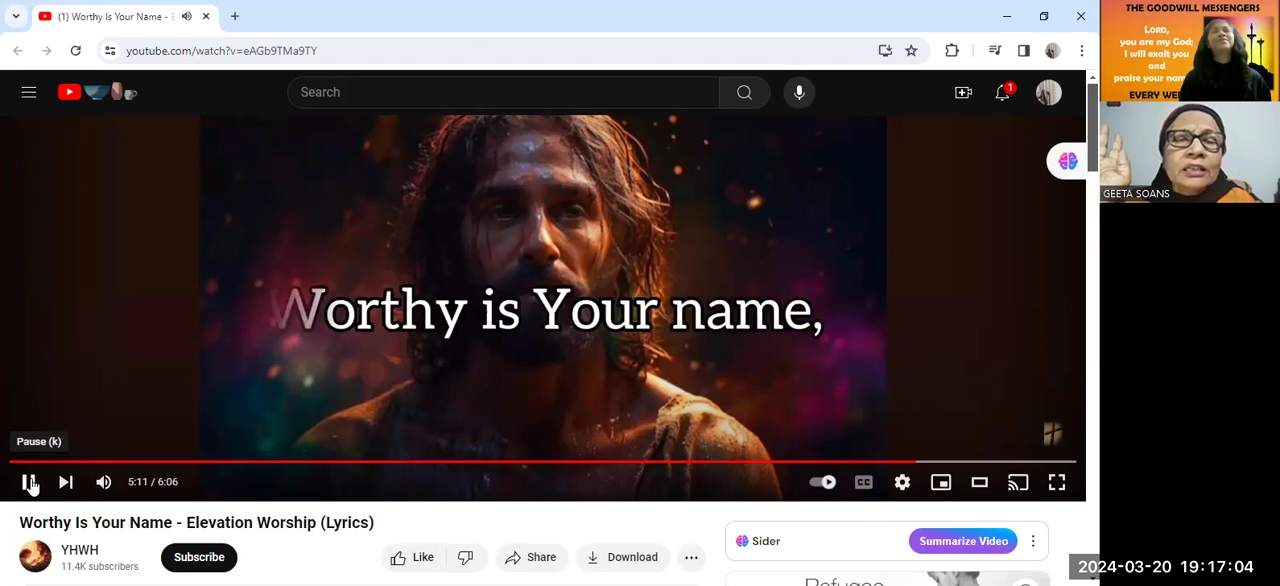 (1) Worthy Is Your Name - E
youtube.com/watch?v=eAGb9TMa9TY
Search
1
THE GOODWILL MESSENGERS
LORD,
you are my God;
I will exalt you
and
praise your nam
EVERY WE
GEETA SOANS
Worthy is Your name,
Pause (k)
5:11 / 6:06
CC
Worthy Is Your Name - Elevation Worship (Lyrics)
YHWH
11.4K subscribers
Subscribe
Like
Share
Download
Sider
Summarize Video
2024-03-20 19:17:04